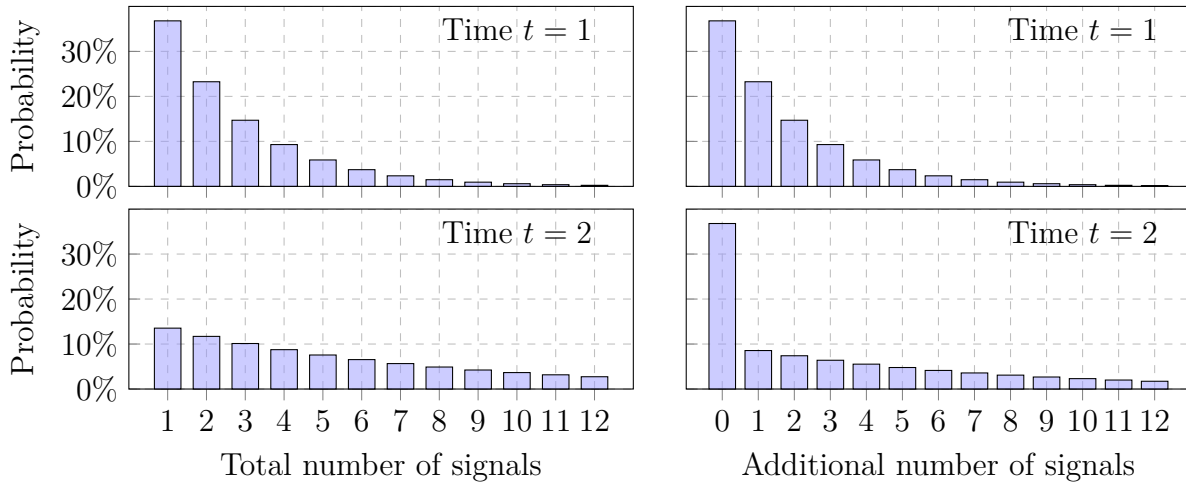 Time t = 1
Probability
30%
20%
10%
0%
Time t = 1
Time t = 2
Probability
30%
20%
10%
0%
1 2 3 4 5 6 7 8 9 10 11 12
Total number of signals
Time t = 2
0 1 2 3 4 5 6 7 8 9 10 11 12
Additional number of signals